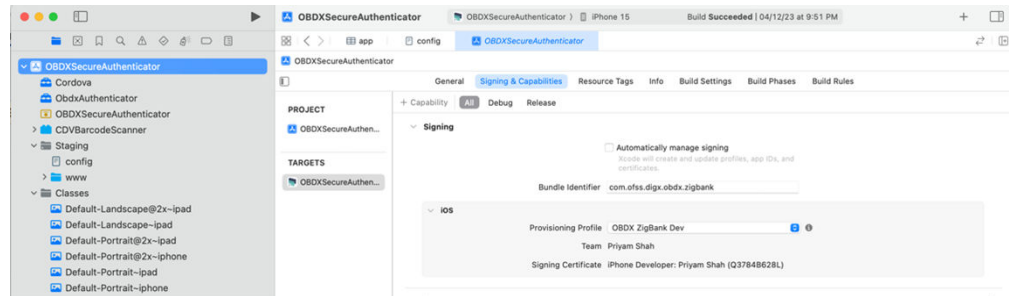 OBDXSecureAuthenticator
OBDXSecureAuthenticator ⟩ iPhone 15
Build Succeeded | 04/12/23 at 9:51 PM
app
config
OBDXSecureAuthenticator
OBDXSecureAuthenticator
OBDXSecureAuthenticator
Cordova
ObdxAuthenticator
OBDXSecureAuthenticator
CDVBarcodeScanner
Staging
config
www
Classes
Default-Landscape@2x~ipad
Default-Landscape~ipad
Default-Portrait@2x~ipad
Default-Portrait@2x~iphone
Default-Portrait~ipad
Default-Portrait~iphone
General Signing & Capabilities Resource Tags Info Build Settings Build Phases Build Rules
PROJECT
OBDXSecureAuthen...
TARGETS
OBDXSecureAuthen...
+ Capability All Debug Release
Signing
Automatically manage signing
Xcode will create and update profiles, app IDs, and
certificates.
Bundle Identifier com.ofss.digx.obdx.zigbank
iOS
Provisioning Profile OBDX ZigBank Dev
Team Priyam Shah
Signing Certificate iPhone Developer: Priyam Shah (Q3784B628L)